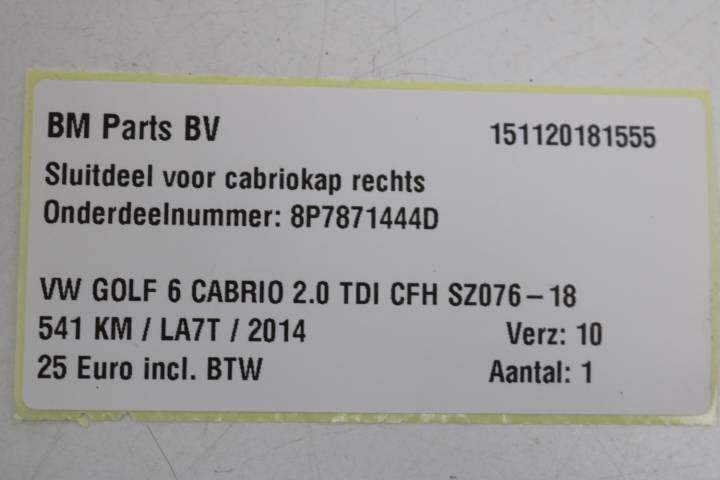 BM Parts BV 151120181555
Sluitdeel voor cabriokap rechts
Onderdeelnummer: 8P7871444D
VW GOLF 6 CABRIO 2.0 TDI CFH SZ076-18
541 KM / LA7T / 2014 Verz: 10
25 Euro incl. BTW Aantal: 1